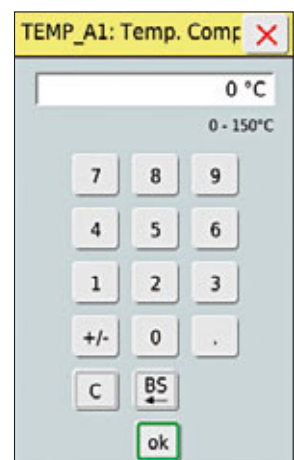 TEMP_A1: Temp. Comp
0 °C
0 - 150°C
7 8 9
4 5 6
1 2 3
+/- 0 .
C BS
ok